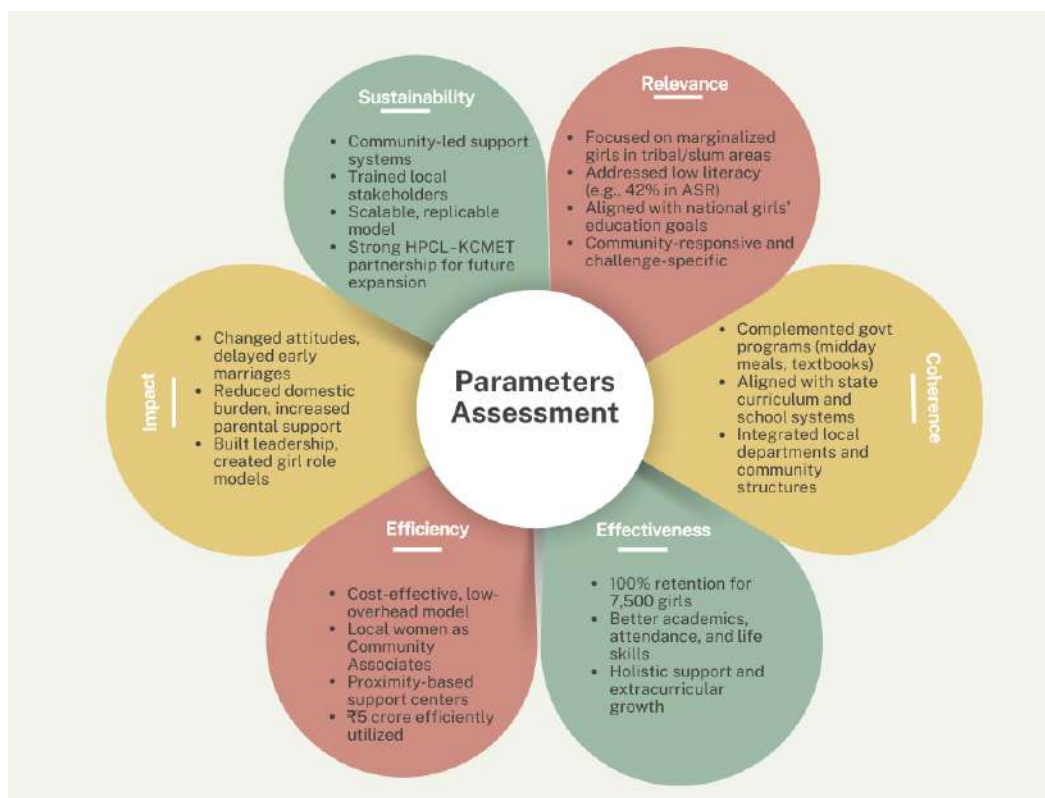 Parameters
Assessment
Sustainability
• Community-led support
systems
• Trained local
stakeholders
• Scalable, replicable
model
• Strong HPCL-KCMET
partnership for future
expansion
Relevance
• Focused on marginalized
girls in tribal/slum areas
• Addressed low literacy
(e.g., 42% in ASR)
• Aligned with national girls'
education goals
• Community-responsive and
challenge-specific
Coherence
• Complemented govt
programs (midday
meals, textbooks)
• Aligned with state
curriculum and
school systems
• Integrated local
departments and
community
structures
Effectiveness
• 100% retention for
7,500 girls
• Better academics,
attendance, and life
skills
• Holistic support and
extracurricular
growth
Efficiency
• Cost-effective, low-
overhead model
• Local women as
Community
Associates
• Proximity-based
support centers
• ₹5 crore efficiently
utilized
Impact
• Changed attitudes,
delayed early
marriages
• Reduced domestic
burden, increased
parental support
• Built leadership,
created girl role
models